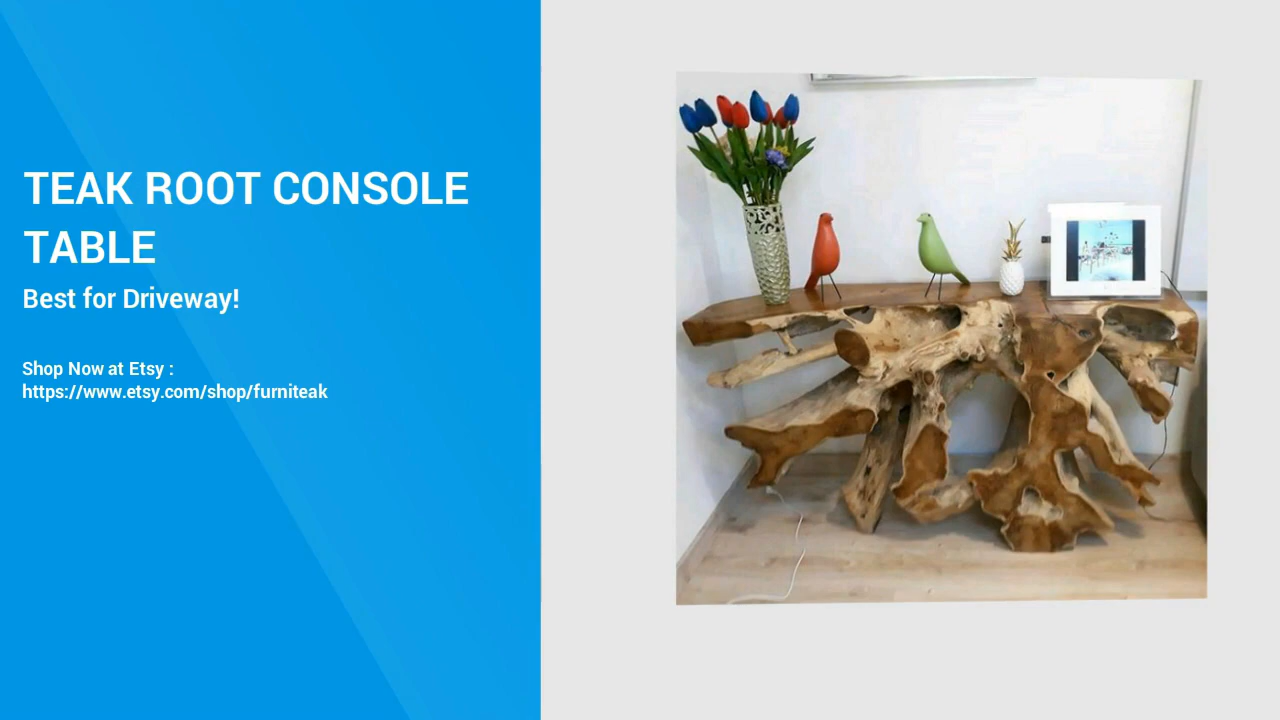 TEAK ROOT CONSOLE
TABLE
Best for Driveway!
Shop Now at Etsy :
https://www.etsy.com/shop/furniteak